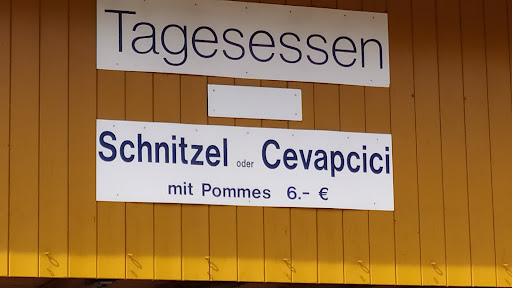 Tagesessen
Schnitzel oder Cevapcici
mit Pommes 6.- €